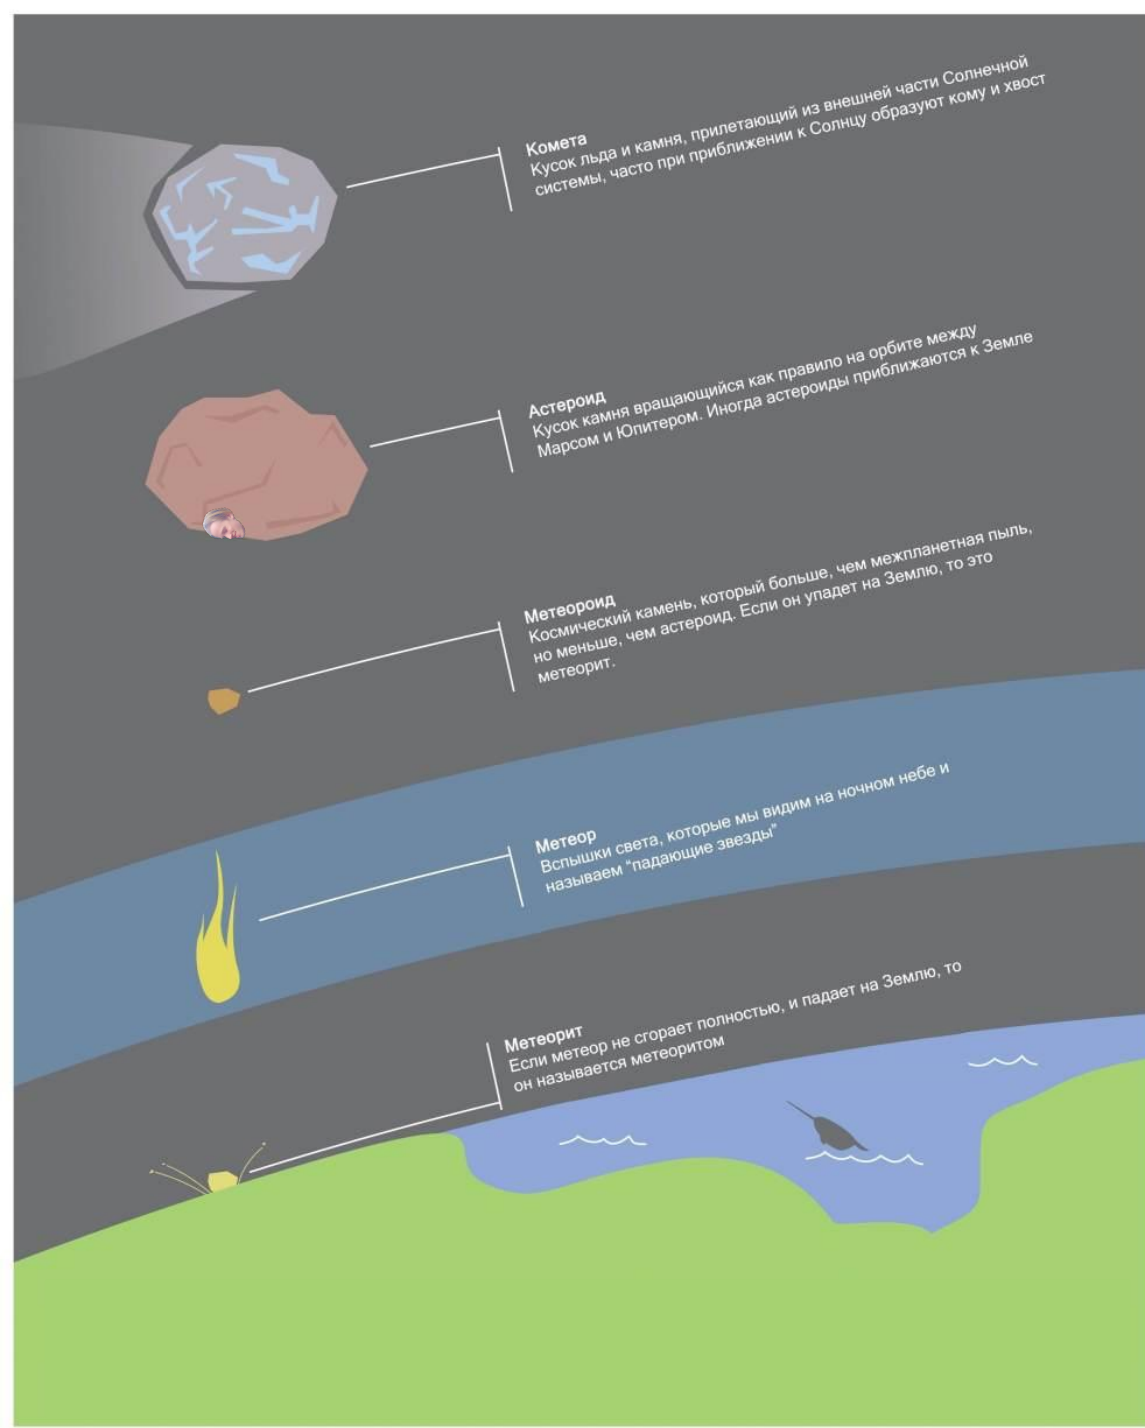 Комета
Кусок льда и камня, прилетающий из внешней части Солнечной
системы, часто при приближении к Солнцу образуют кому и хвост
Астероид
Кусок камня вращающийся как правило на орбите между
Марсом и Юпитером. Иногда астероиды приближаются к Земле
Метеороид
Космический камень, который больше, чем межпланетная пыль,
но меньше, чем астероид. Если он упадет на Землю, то это
метеорит.
Метеор
Вспышки света, которые мы видим на ночном небе и
называем “падающие звезды”
Метеорит
Если метеор не сгорает полностью, и падает на Землю, то
он называется метеоритом